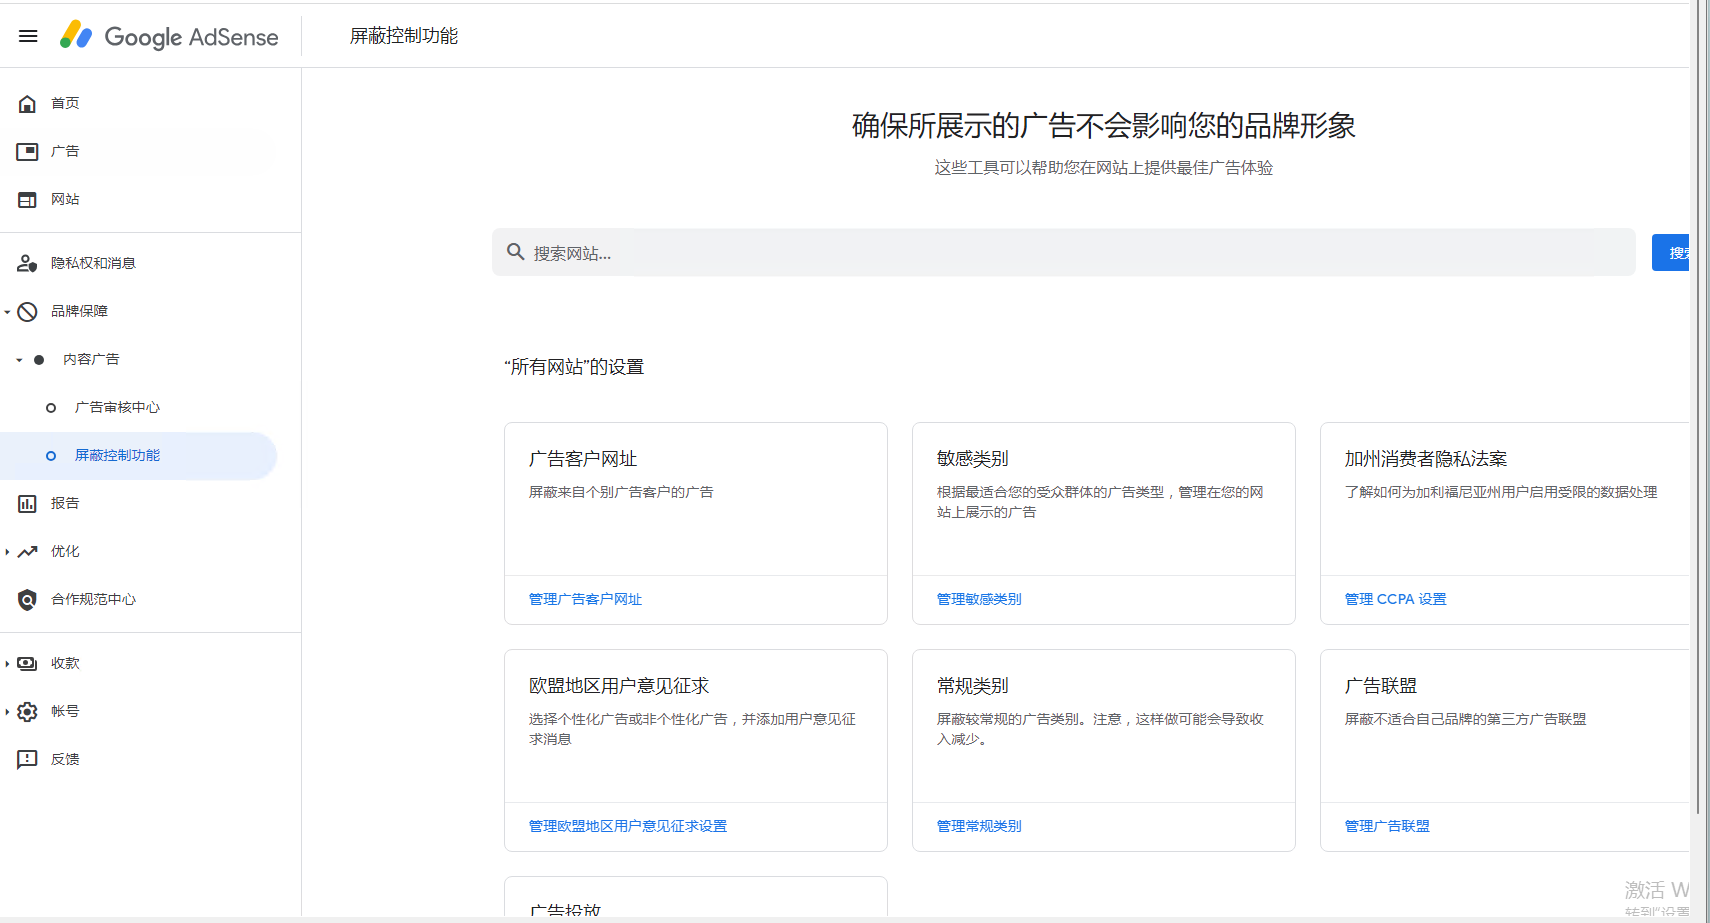 Google AdSense
屏蔽控制功能
首页
广告
网站
隐私权和消息
品牌保障
内容广告
广告审核中心
屏蔽控制功能
报告
优化
合作规范中心
收款
帐号
反馈
确保所展示的广告不会影响您的品牌形象
这些工具可以帮助您在网站上提供最佳广告体验
搜索网站...
搜
“所有网站”的设置
广告客户网址
屏蔽来自个别广告客户的广告
管理广告客户网址
敏感类别
根据最适合您的受众群体的广告类型，管理在您的网
站上展示的广告
管理敏感类别
加州消费者隐私法案
了解如何为加利福尼亚州用户启用受限的数据处理
管理 CCPA 设置
欧盟地区用户意见征求
选择个性化广告或非个性化广告，并添加用户意见征
求消息
管理欧盟地区用户意见征求设置
常规类别
屏蔽较常规的广告类别。注意，这样做可能会导致收
入减少。
管理常规类别
广告联盟
屏蔽不适合自己品牌的第三方广告联盟
管理广告联盟
广告投放
激活 W
转到“设置